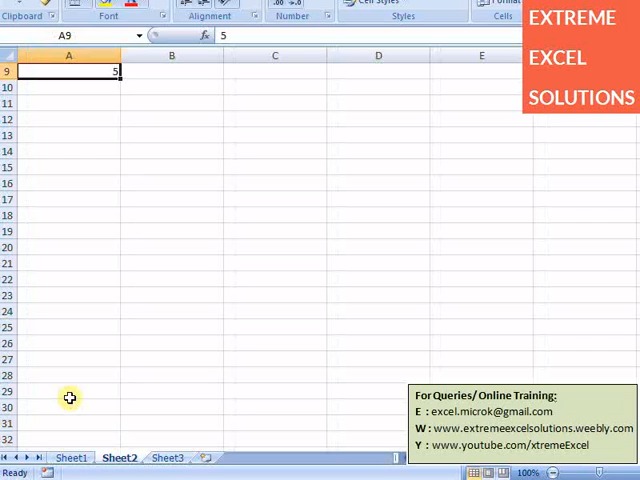 Cell Styles
Format
Clipboard
Font
Alignment
Number
Styles
Cells
EXTREME
EXCEL
SOLUTIONS
A9
fx
5
A B C D E
9 5
10
11
12
13
14
15
16
17
18
19
20
21
22
23
24
25
26
27
28
29
30
31
32
For Queries/ Online Training:
E : excel.microk@gmail.com
W : www.extremeexcelsolutions.weebly.com
Y : www.youtube.com/xtremeExcel
Sheet1 Sheet2 Sheet3
Ready
100%